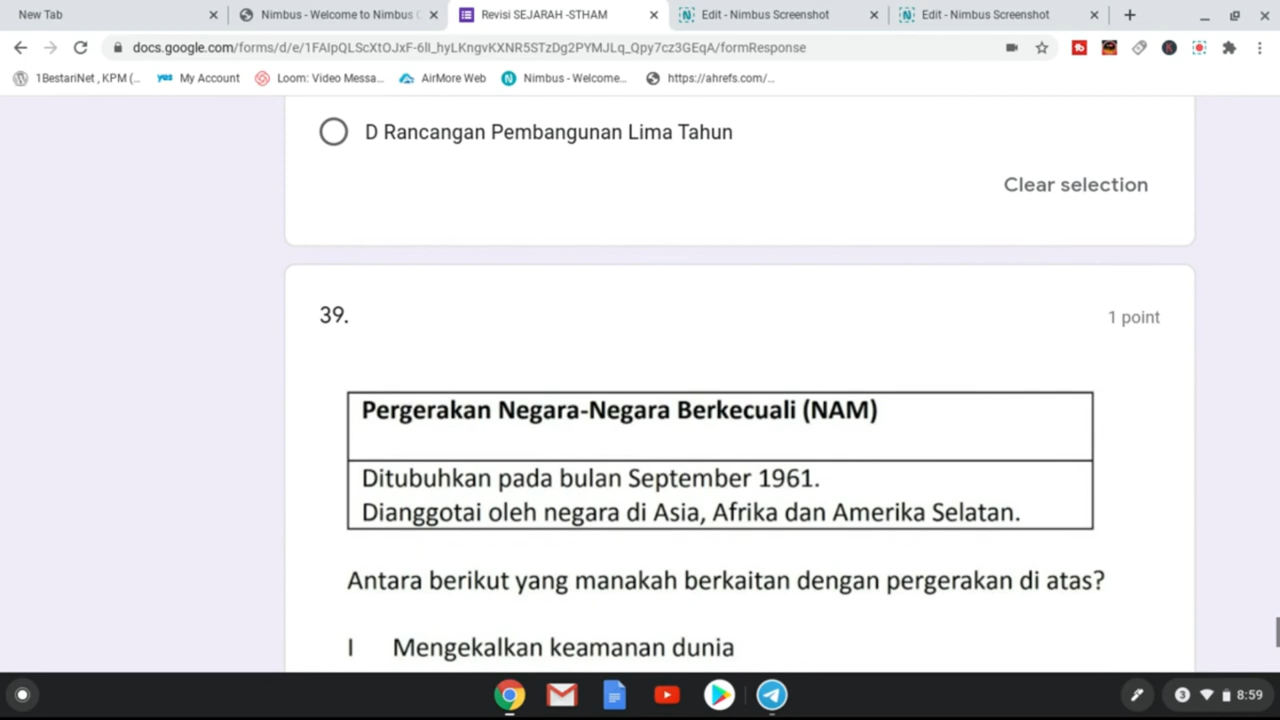 New Tab
Nimbus - Welcome to Nimbus
Revisi SEJARAH -STHAM
Edit - Nimbus Screenshot
Edit - Nimbus Screenshot
docs.google.com/forms/d/e/1FAIpQLScXtOJxF-6ll_hyLKngvKXNR5STzDg2PYMJLq_Qpy7cz3GEqA/formResponse
1BestariNet , KPM (...
yes My Account
Loom: Video Messa...
AirMore Web
Nimbus - Welcome...
https://ahrefs.com/...
D Rancangan Pembangunan Lima Tahun
Clear selection
39.
1 point
Pergerakan Negara-Negara Berkecuali (NAM)
Ditubuhkan pada bulan September 1961.
Dianggotai oleh negara di Asia, Afrika dan Amerika Selatan.
Antara berikut yang manakah berkaitan dengan pergerakan di atas?
I Mengekalkan keamanan dunia
3 8:59